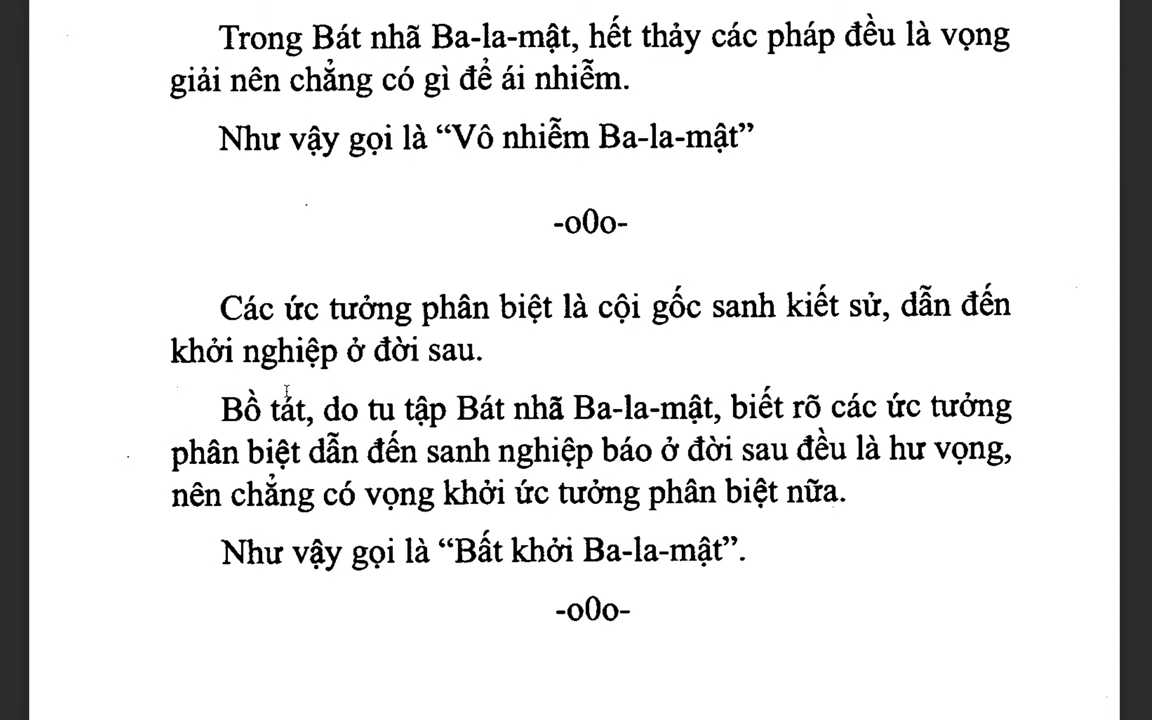 Trong Bát nhã Ba-la-mật, hết thảy các pháp đều là vọng
giải nên chẳng có gì để ái nhiễm.
Như vậy gọi là “Vô nhiễm Ba-la-mật”
-o0o-
Các ức tưởng phân biệt là cội gốc sanh kiết sử, dẫn đến
khởi nghiệp ở đời sau.
Bồ tát, do tu tập Bát nhã Ba-la-mật, biết rõ các ức tưởng
phân biệt dẫn đến sanh nghiệp báo ở đời sau đều là hư vọng,
nên chẳng có vọng khởi ức tưởng phân biệt nữa.
Như vậy gọi là “Bất khởi Ba-la-mật”.
-o0o-